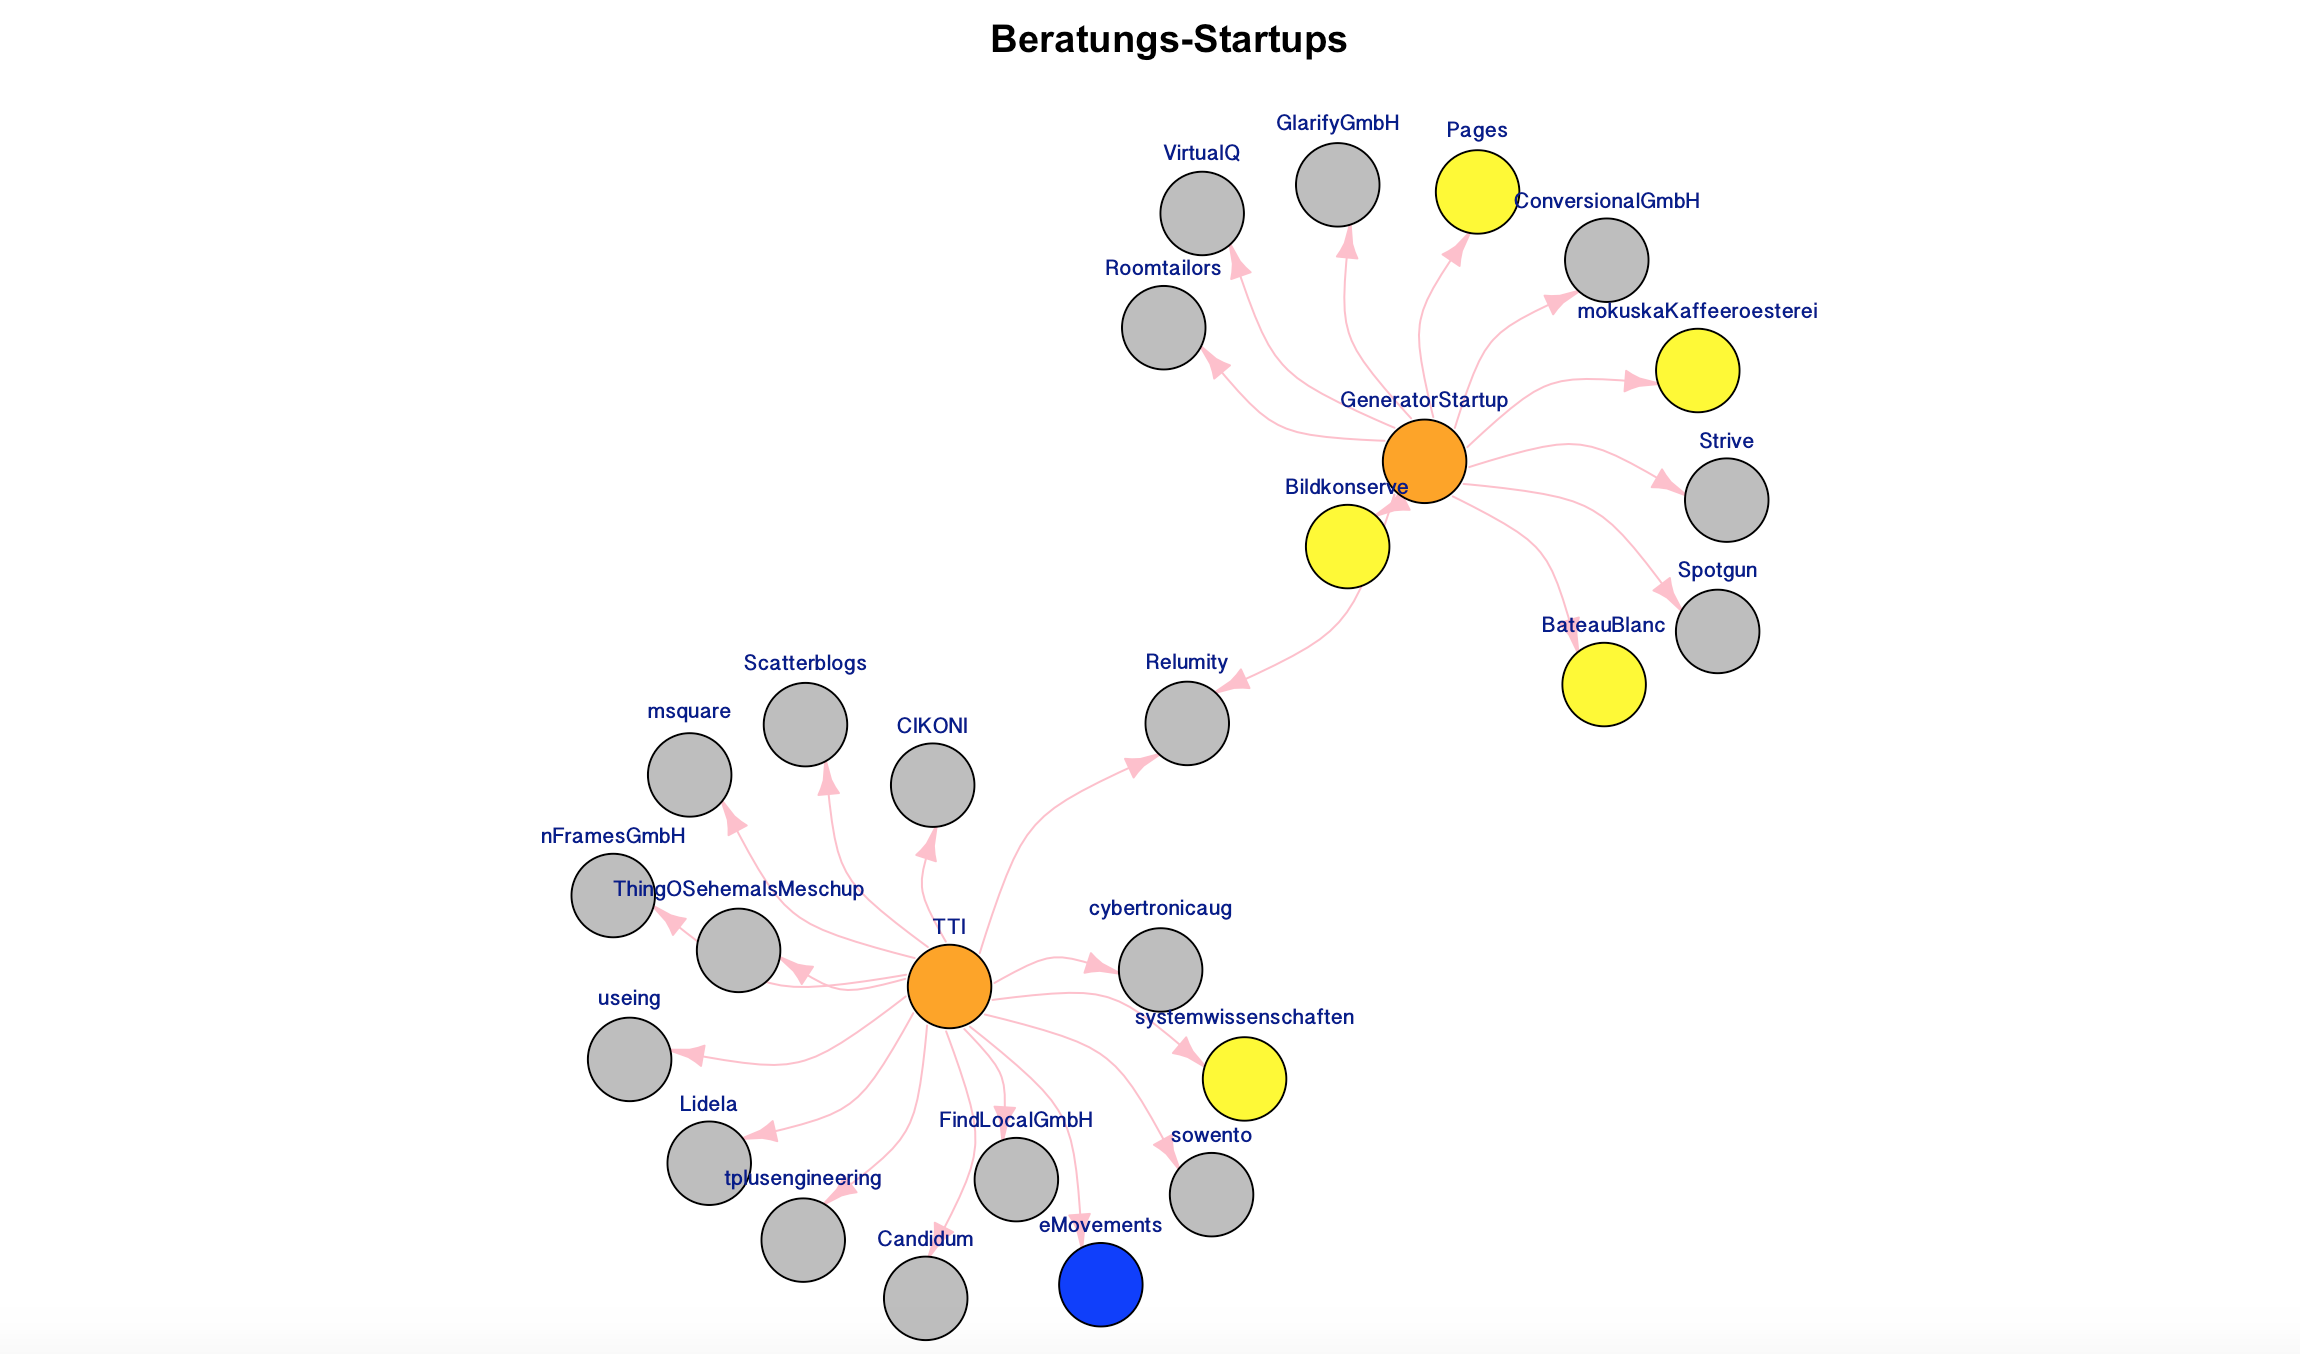 Beratungs-Startups
GlarifyGmbH
Pages
VirtualQ
ConversionalGmbH
Roomtailors
mokuskaKaffeeroesterei
GeneratorStartup
Strive
Bildkonserve
Spotgun
BateauBlanc
Relumity
Scatterblogs
msquare
CIKONI
nFramesGmbH
ThingOSehemalsMeschup
cybertronicaug
TTI
useing
systemwissenschaften
Lidela
FindLocalGmbH
sowento
tplusengineering
eMovements
Candidum